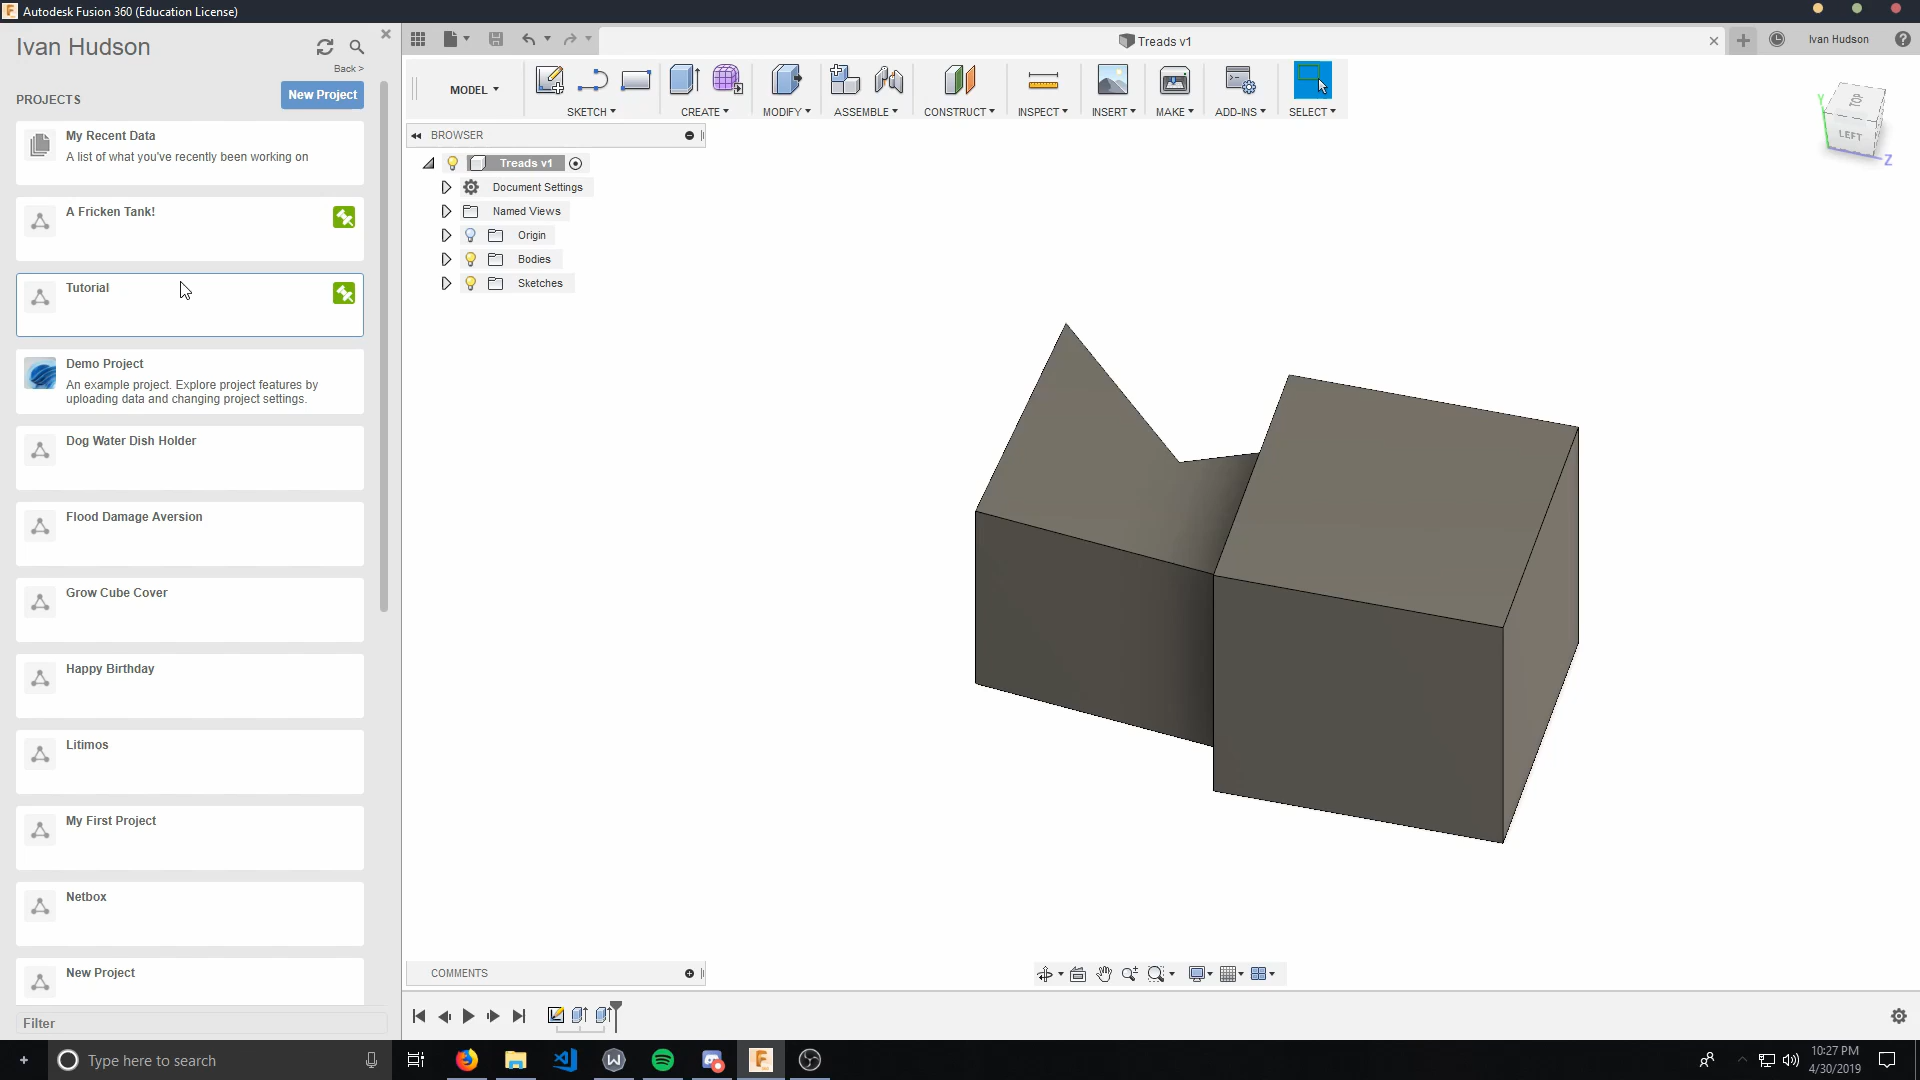 Autodesk Fusion 360 (Education License)
Ivan Hudson
Back >
PROJECTS
New Project
My Recent Data
A list of what you've recently been working on
A Fricken Tank!
Tutorial
Demo Project
An example project. Explore project features by
uploading data and changing project settings.
Dog Water Dish Holder
Flood Damage Aversion
Grow Cube Cover
Happy Birthday
Litimos
My First Project
Netbox
New Project
Filter
Treads v1
Ivan Hudson
MODEL
SKETCH
CREATE
MODIFY
ASSEMBLE
CONSTRUCT
INSPECT
INSERT
MAKE
ADD-INS
SELECT
BROWSER
Treads v1
Document Settings
Named Views
Origin
Bodies
Sketches
TOP
LEFT
Y
Z
COMMENTS
Type here to search
10:27 PM
4/30/2019